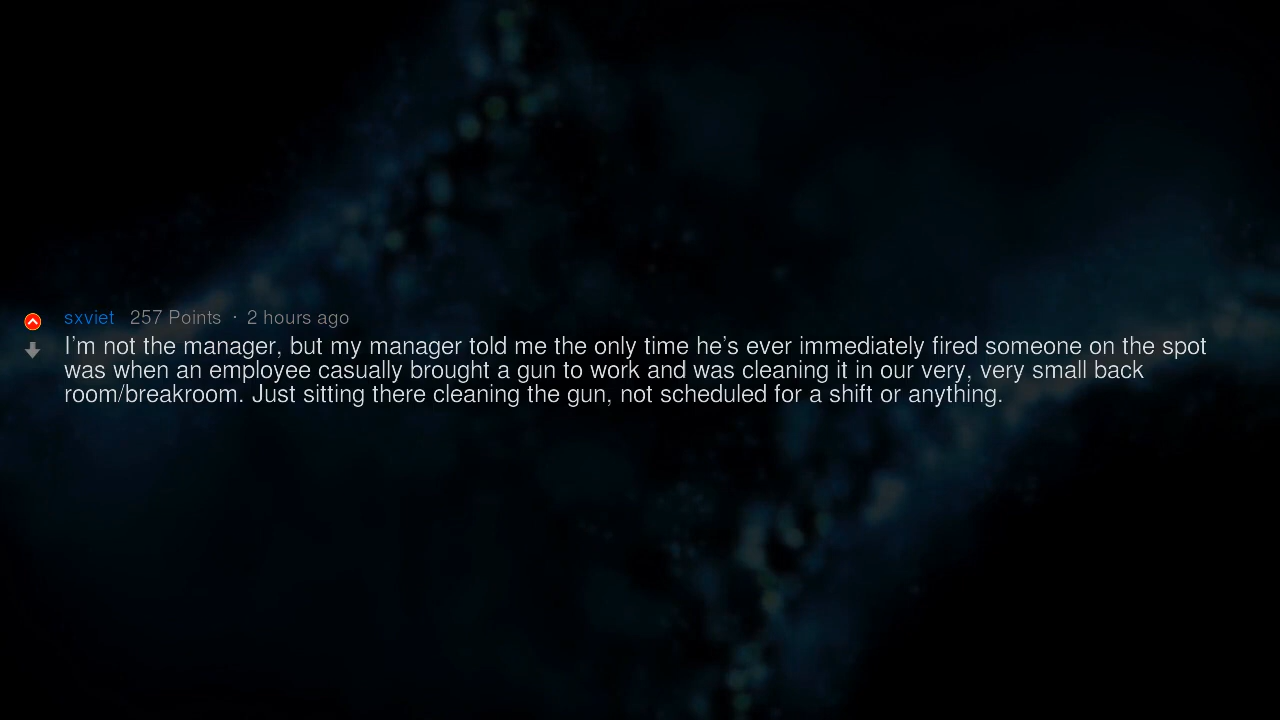 sxviet 257 Points · 2 hours ago
I'm not the manager, but my manager told me the only time he's ever immediately fired someone on the spot
was when an employee casually brought a gun to work and was cleaning it in our very, very small back
room/breakroom. Just sitting there cleaning the gun, not scheduled for a shift or anything.